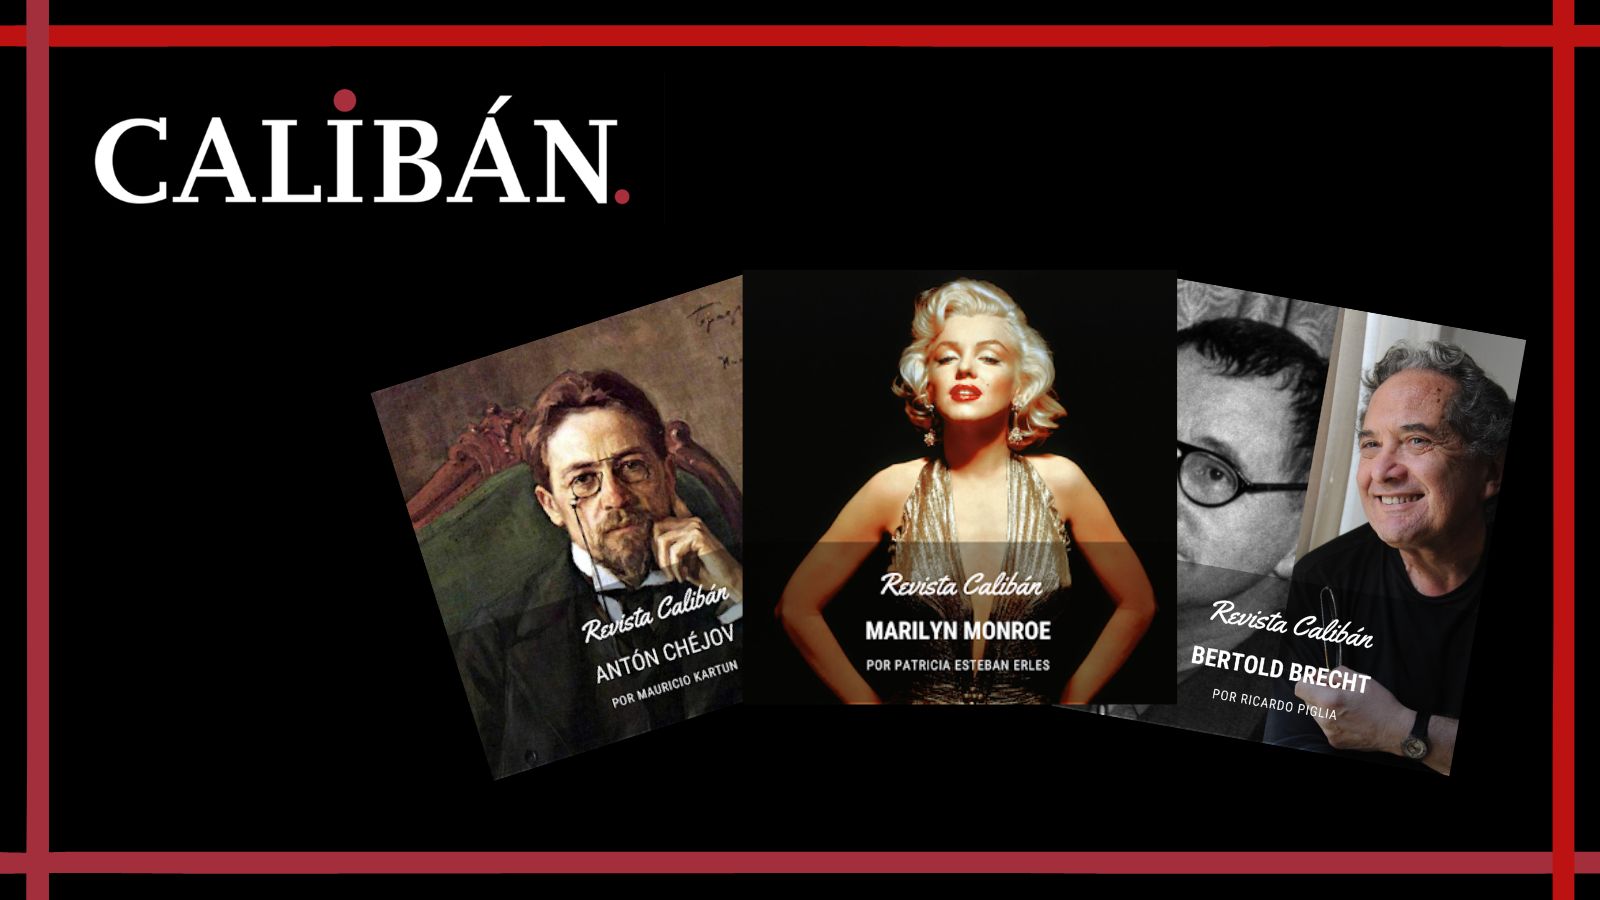 CALIBÁN.
Revista Calibán
ANTÓN CHÉJOV
POR MAURICIO KARTUN
Revista Calibán
MARILYN MONROE
POR PATRICIA ESTEBAN ERLES
Revista Calibán
BERTOLD BRECHT
POR RICARDO PIGLIA